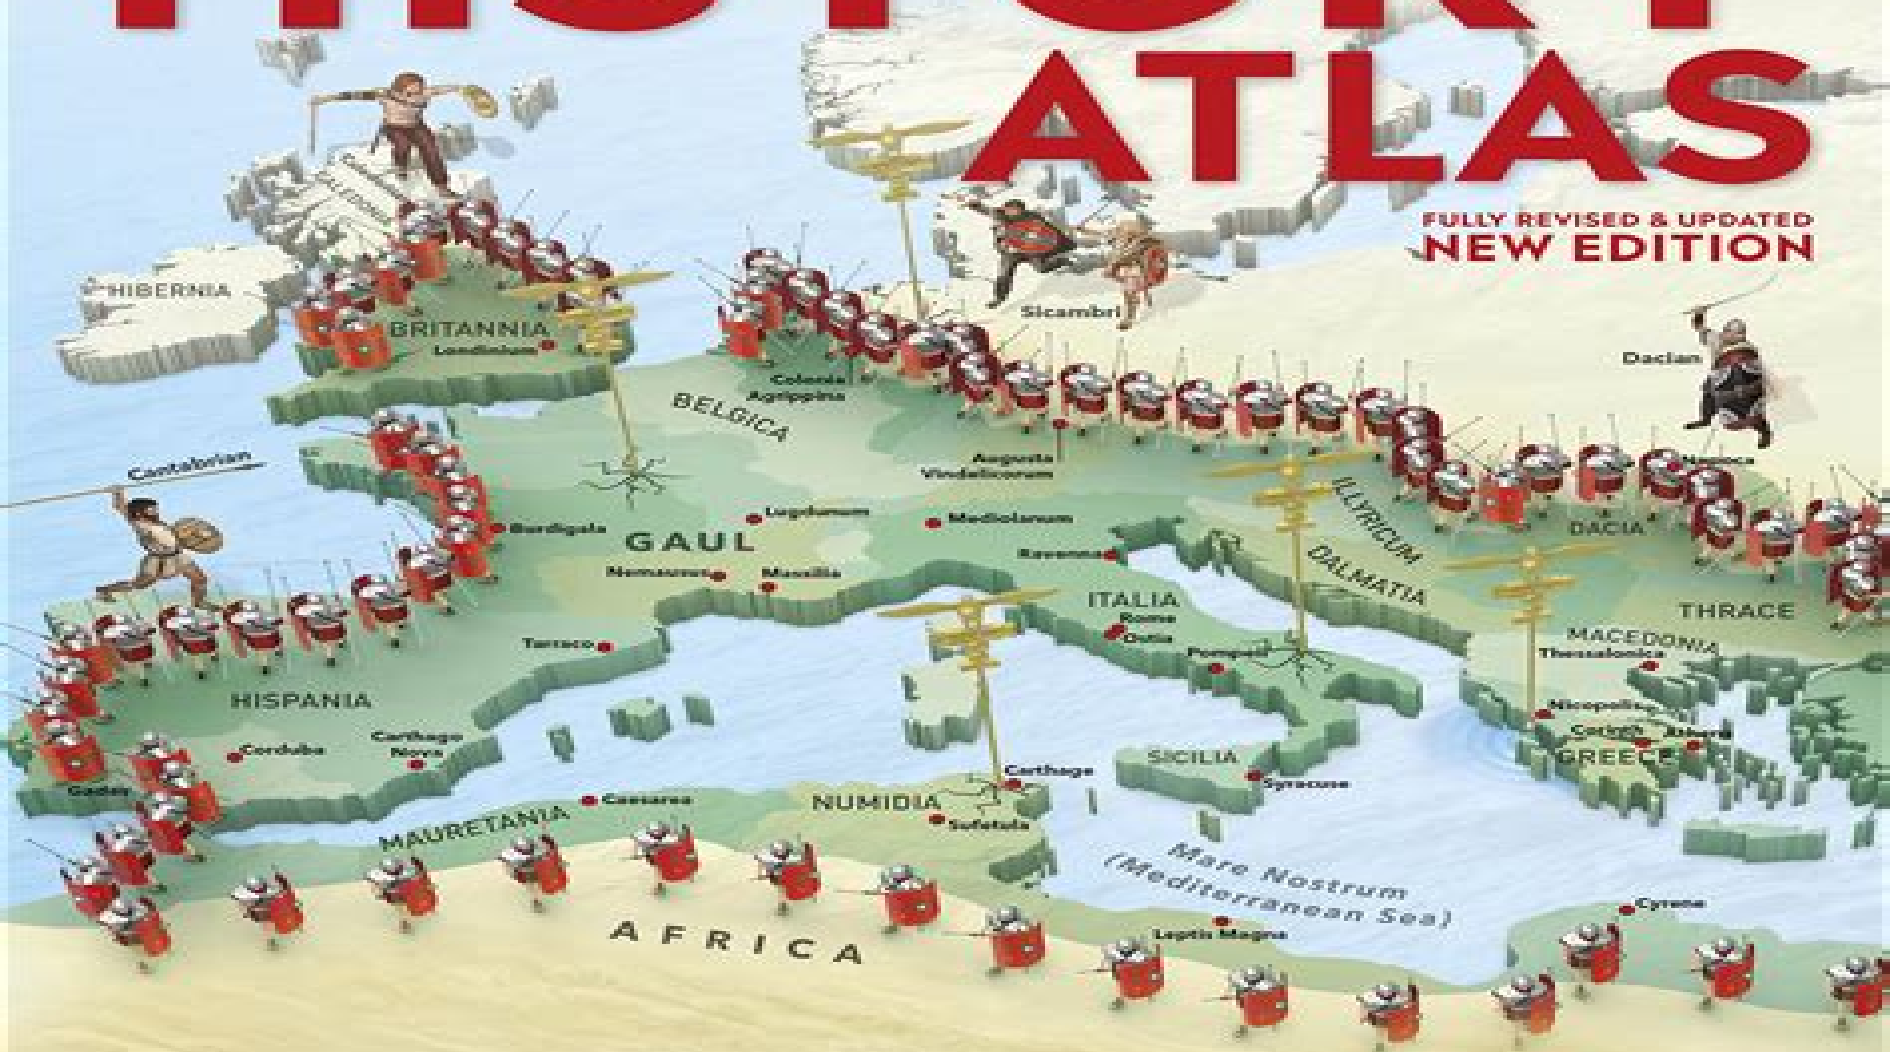 HISTORY
ATLAS
FULLY REVISED & UPDATED
NEW EDITION
CALEDONIA
HIBERNIA
BRITANNIA
Londinium
Sicambri
Dacian
Colonia
Agrippina
BELGICA
Cantabrian
Augusta
Vindelicorum
ILLYRICUM
DACIA
Burdigala
GAUL
Lugdunum
Mediolanum
Ravenna
DALMATIA
Nemausus
Massilia
ITALIA
Rome
Ostia
THRACE
MACEDONIA
Thessalonica
Tarraco
Pompeii
HISPANIA
Nicopolis
Corinth
Athens
GREECE
Corduba
Carthago
Nova
SICILIA
Syracuse
Carthage
Gades
Caesarea
NUMIDIA
MAURETANIA
Sufetula
Mare Nostrum
(Mediterranean Sea)
AFRICA
Leptis Magna
Cyrene